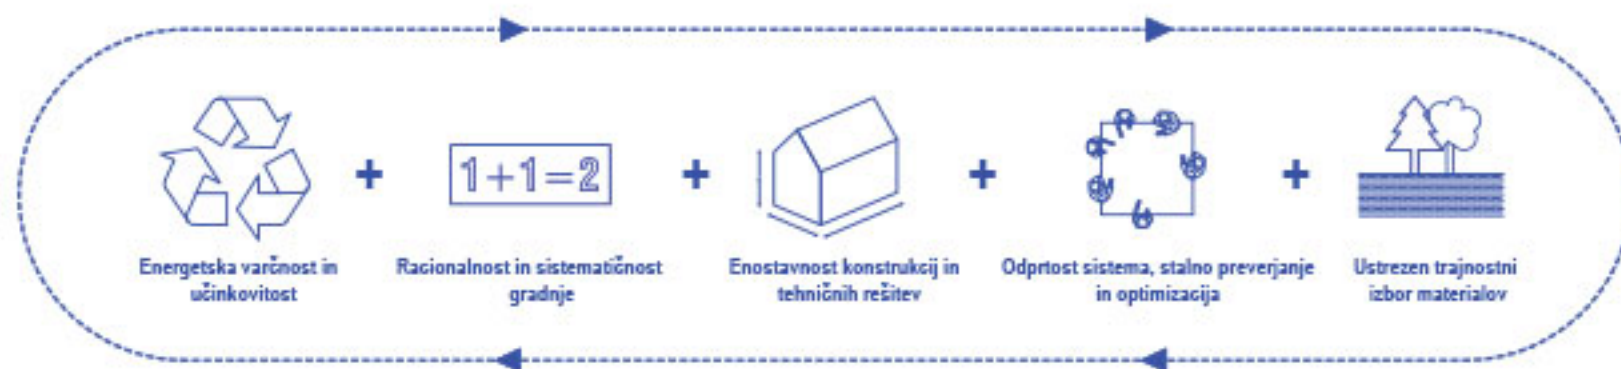 1+1=2
Energetska varčnost in
učinkovitost
Racionalnost in sistematičnost
gradnje
Enostavnost konstrukcij in
tehničnih rešitev
Odprtost sistema, stalno preverjanje
in optimizacija
Ustrezen trajnostni
izbor materialov